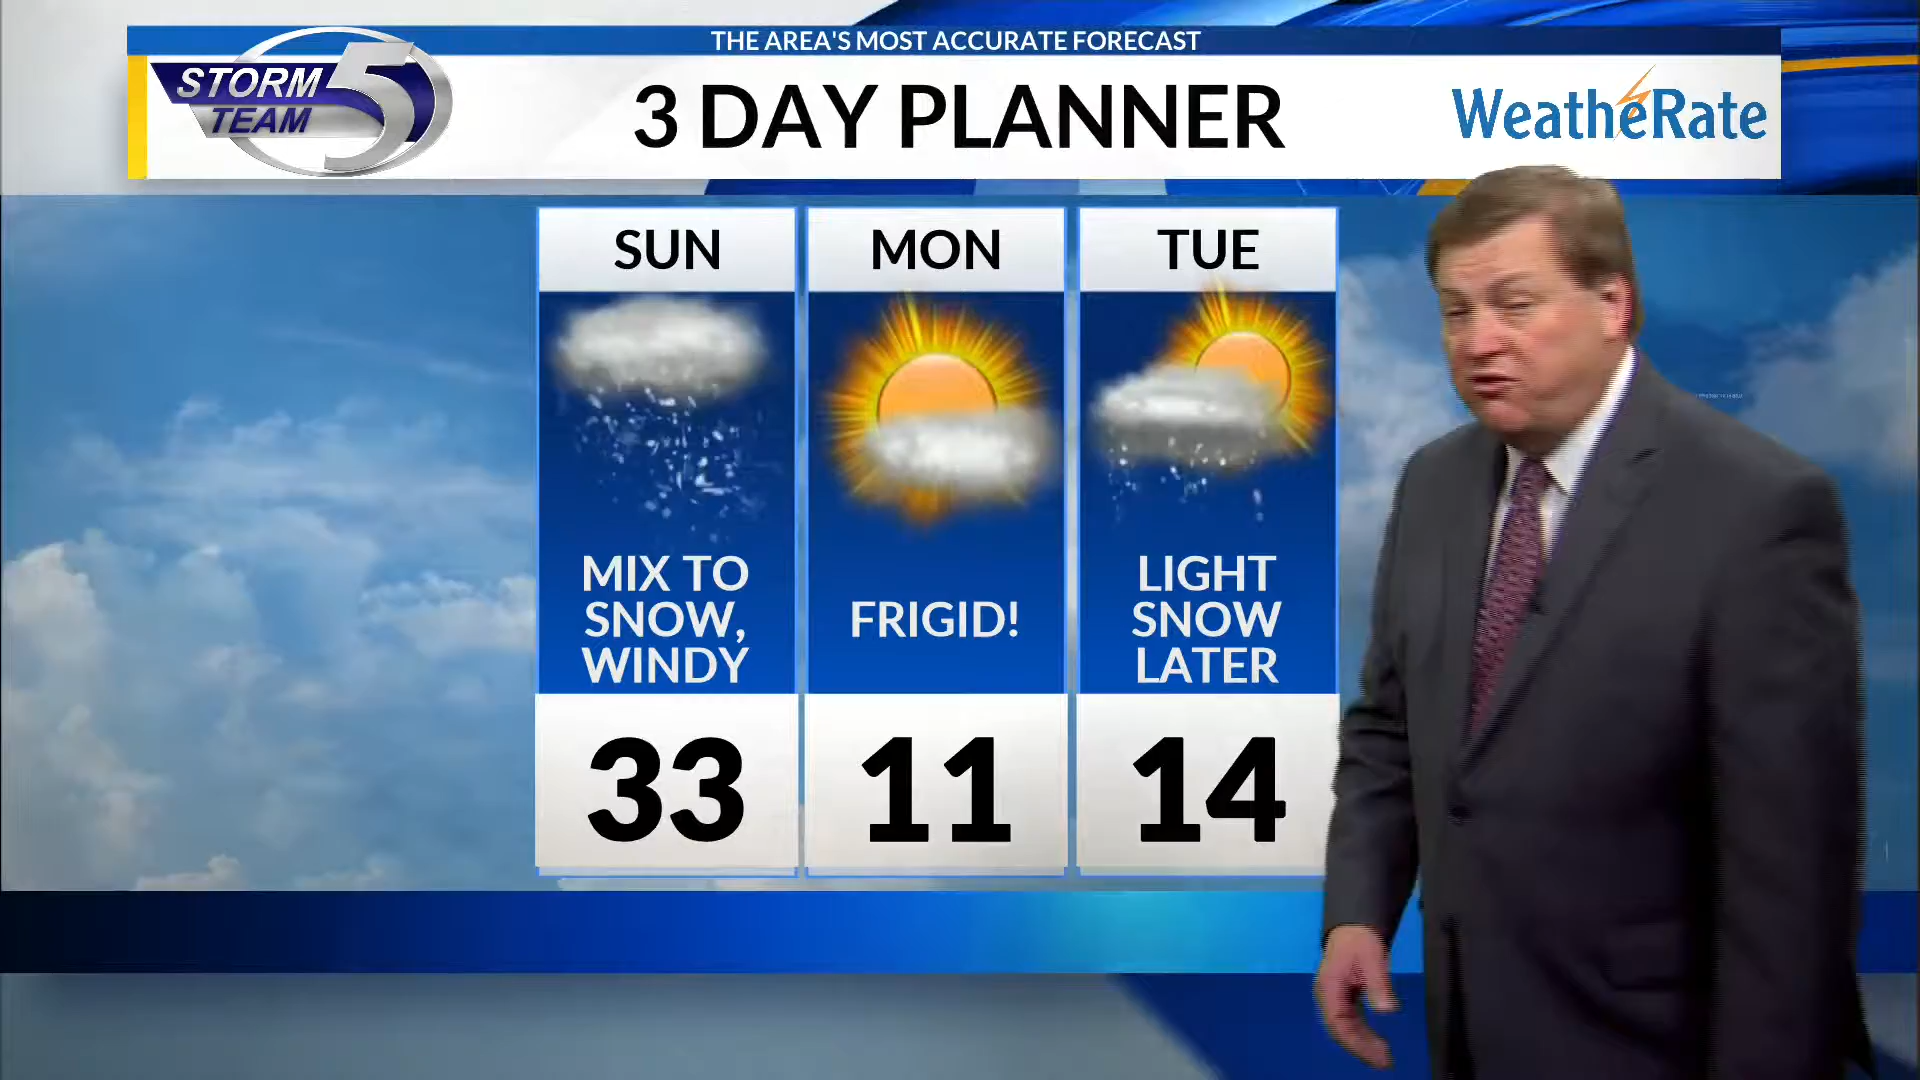 THE AREA'S MOST ACCURATE FORECAST
STORM
TEAM
5
3 DAY PLANNER
WeatheRate
SUN
MON
TUE
MIX TO
SNOW,
WINDY
FRIGID!
LIGHT
SNOW
LATER
33
11
14